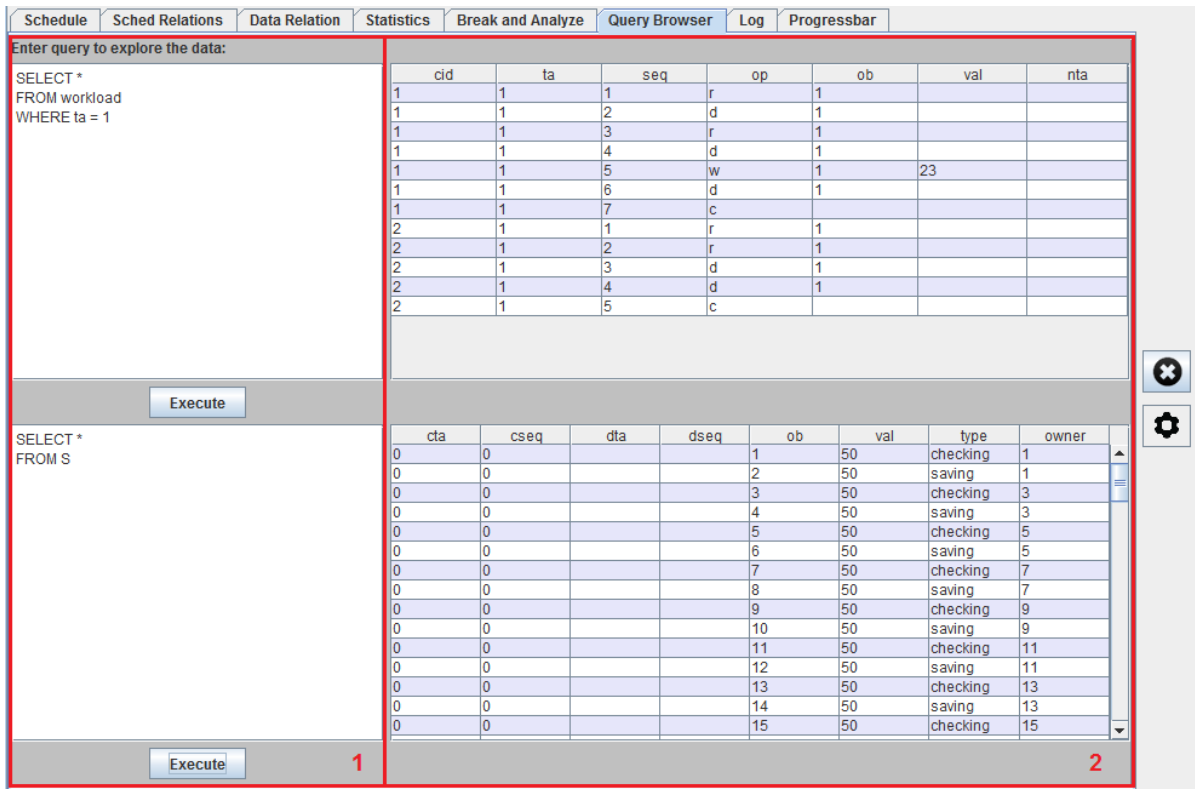 Schedule Sched Relations Data Relation Statistics Break and Analyze Query Browser Log Progressbar
Enter query to explore the data:
SELECT *
FROM workload
WHERE ta = 1
Execute
cid ta seq op ob val nta
1 1 1 r 1
1 1 2 d 1
1 1 3 r 1
1 1 4 d 1
1 1 5 w 1 23
1 1 6 d 1
1 1 7 c
2 1 1 r 1
2 1 2 r 1
2 1 3 d 1
2 1 4 d 1
2 1 5 c
SELECT *
FROM S
Execute
1
cta cseq dta dseq ob val type owner
0 0 1 50 checking 1
0 0 2 50 saving 1
0 0 3 50 checking 3
0 0 4 50 saving 3
0 0 5 50 checking 5
0 0 6 50 saving 5
0 0 7 50 checking 7
0 0 8 50 saving 7
0 0 9 50 checking 9
0 0 10 50 saving 9
0 0 11 50 checking 11
0 0 12 50 saving 11
0 0 13 50 checking 13
0 0 14 50 saving 13
0 0 15 50 checking 15
2